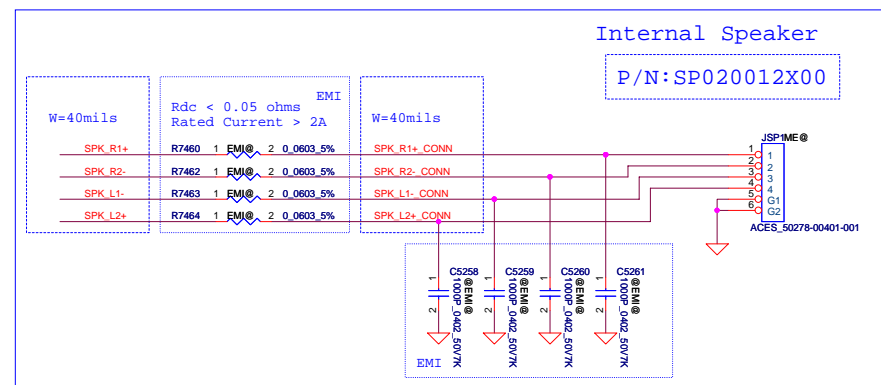 Internal Speaker
P/N:SP020012X00
W=40mils
Rdc < 0.05 ohms
EMI
Rated Current > 2A
W=40mils
JSP1ME@
SPK_R1+ R7460 1 EMI@ 2 0_0603_5% SPK_R1+_CONN 1 1
SPK_R2- R7462 1 EMI@ 2 0_0603_5% SPK_R2-_CONN 2 2
SPK_L1- R7463 1 EMI@ 2 0_0603_5% SPK_L1-_CONN 3 3
SPK_L2+ R7464 1 EMI@ 2 0_0603_5% SPK_L2+_CONN 4 4
5 G1
6 G2
ACES_50278-00401-001
1 2 C5258 1000P_0402_50V7K @EMI@
1 2 C5259 1000P_0402_50V7K @EMI@
1 2 C5260 1000P_0402_50V7K @EMI@
1 2 C5261 1000P_0402_50V7K @EMI@
EMI